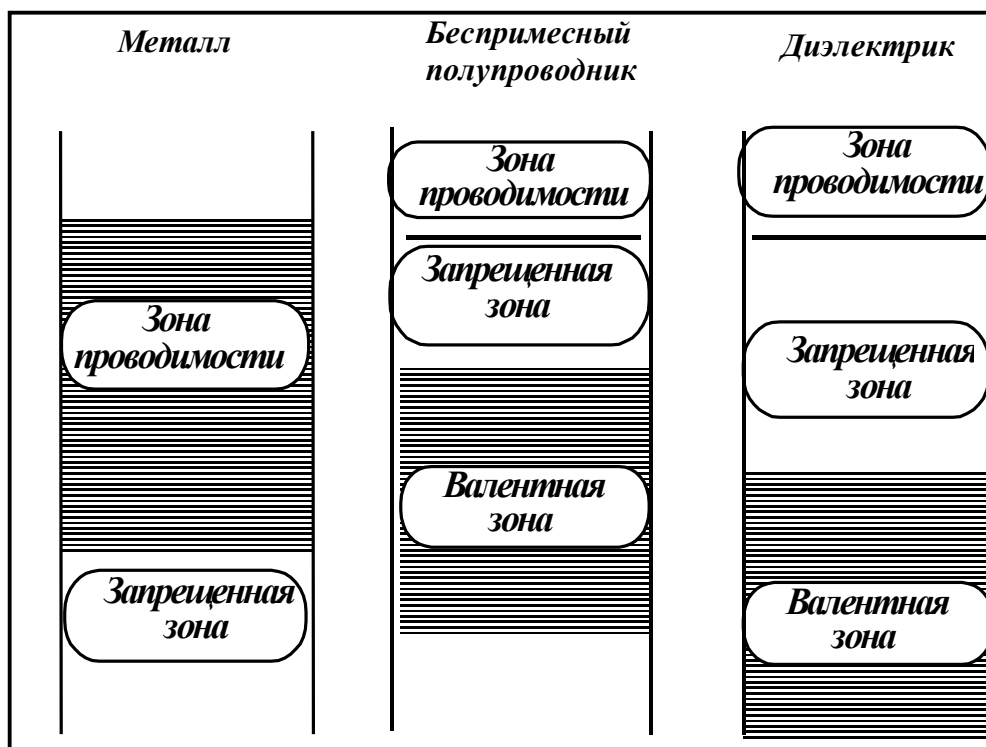 Металл
Зона
проводимости
Запрещенная
зона
Беспримесный
полупроводник
Зона
проводимости
Запрещенная
зона
Валентная
зона
Диэлектрик
Зона
проводимости
Запрещенная
зона
Валентная
зона